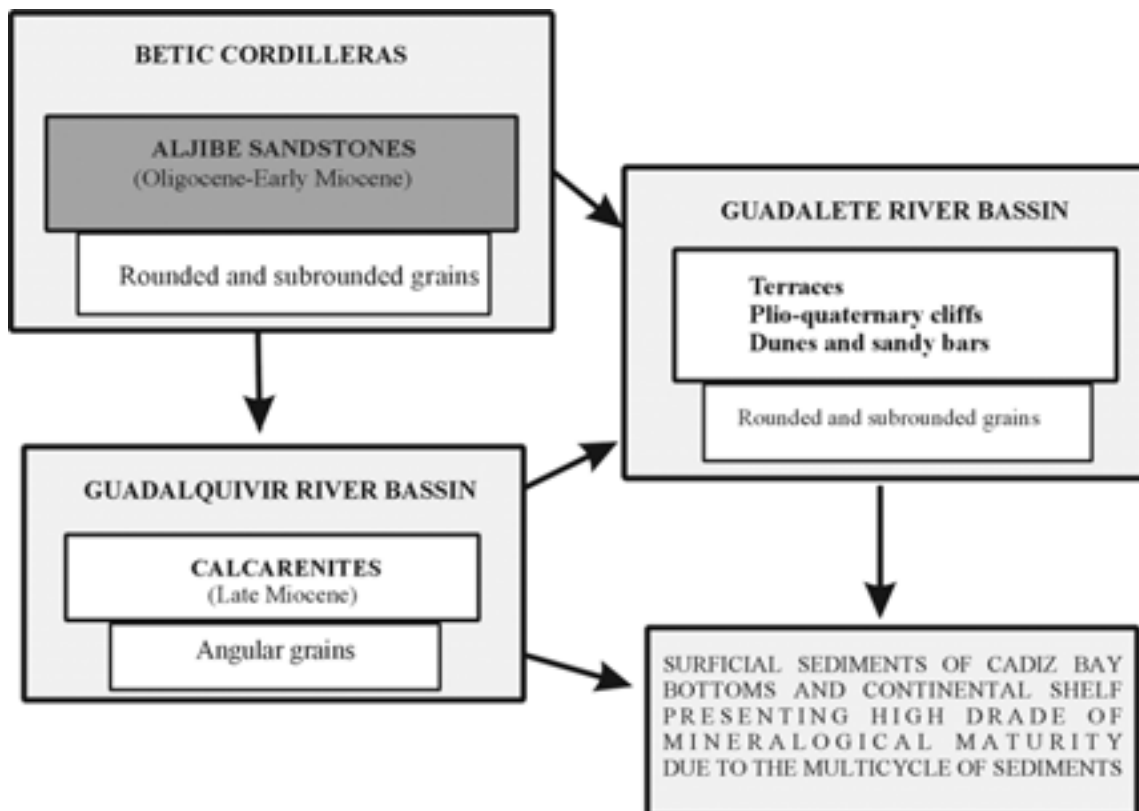 BETIC CORDILLERAS
ALJIBE SANDSTONES
(Oligocene-Early Miocene)
Rounded and subrounded grains
GUADALETE RIVER BASSIN
Terraces
Plio-quaternary cliffs
Dunes and sandy bars
Rounded and subrounded grains
GUADALQUIVIR RIVER BASSIN
CALCARENITES
(Late Miocene)
Angular grains
SURFICIAL SEDIMENTS OF CADIZ BAY
BOTTOMS AND CONTINENTAL SHELF
PRESENTING HIGH DRADE OF
MINERALOGICAL MATURITY
DUE TO THE MULTICYCLE OF SEDIMENTS